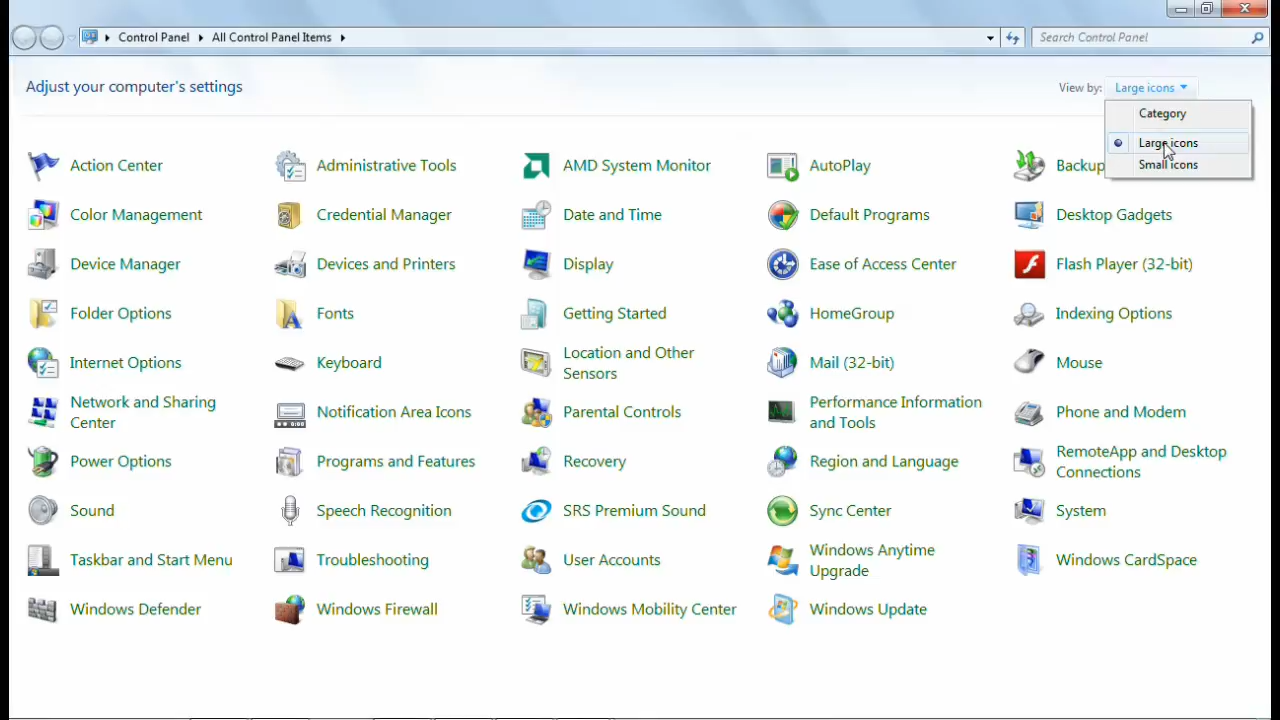 Control Panel All Control Panel Items Search Control Panel
Adjust your computer's settings View by: Large icons
Category
Large icons
Small icons
Action Center Administrative Tools AMD System Monitor AutoPlay Backup
Color Management Credential Manager Date and Time Default Programs Desktop Gadgets
Device Manager Devices and Printers Display Ease of Access Center Flash Player (32-bit)
Folder Options Fonts Getting Started HomeGroup Indexing Options
Internet Options Keyboard Location and Other
Sensors Mail (32-bit) Mouse
Network and Sharing
Center Notification Area Icons Parental Controls Performance Information
and Tools Phone and Modem
Power Options Programs and Features Recovery Region and Language RemoteApp and Desktop
Connections
Sound Speech Recognition SRS Premium Sound Sync Center System
Taskbar and Start Menu Troubleshooting User Accounts Windows Anytime
Upgrade Windows CardSpace
Windows Defender Windows Firewall Windows Mobility Center Windows Update